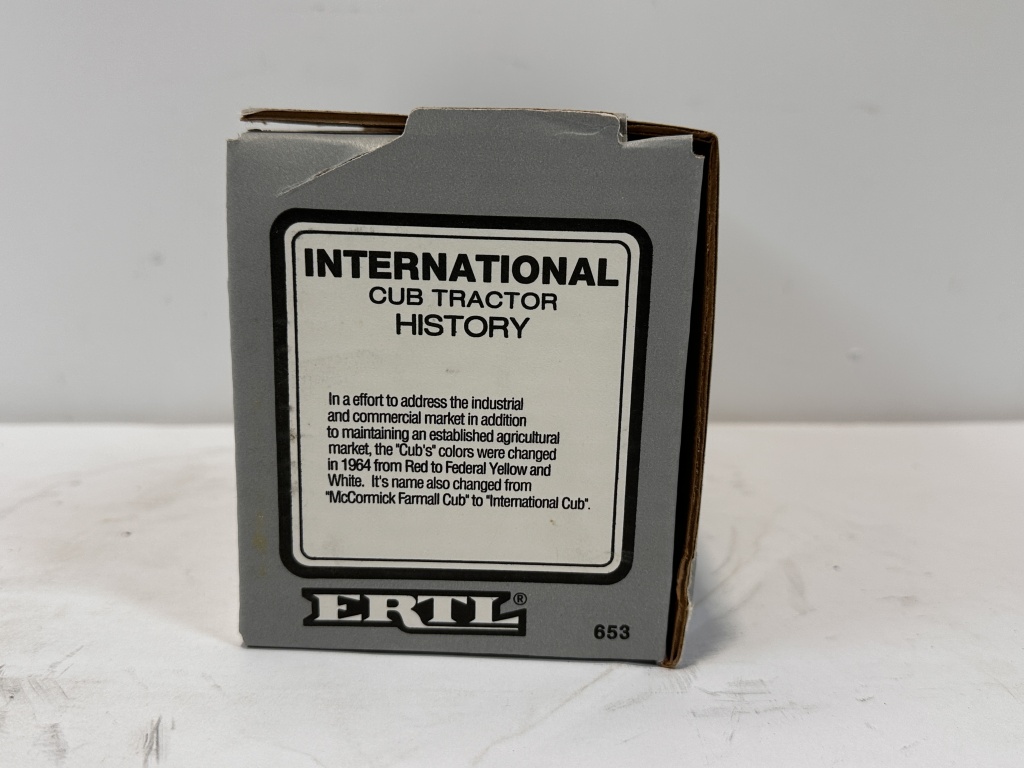 INTERNATIONAL
CUB TRACTOR
HISTORY
In a effort to address the industrial
and commercial market in addition
to maintaining an established agricultural
market, the "Cub's" colors were changed
in 1964 from Red to Federal Yellow and
White. It's name also changed from
"McCormick Farmall Cub" to "International Cub".
ERTL®
653